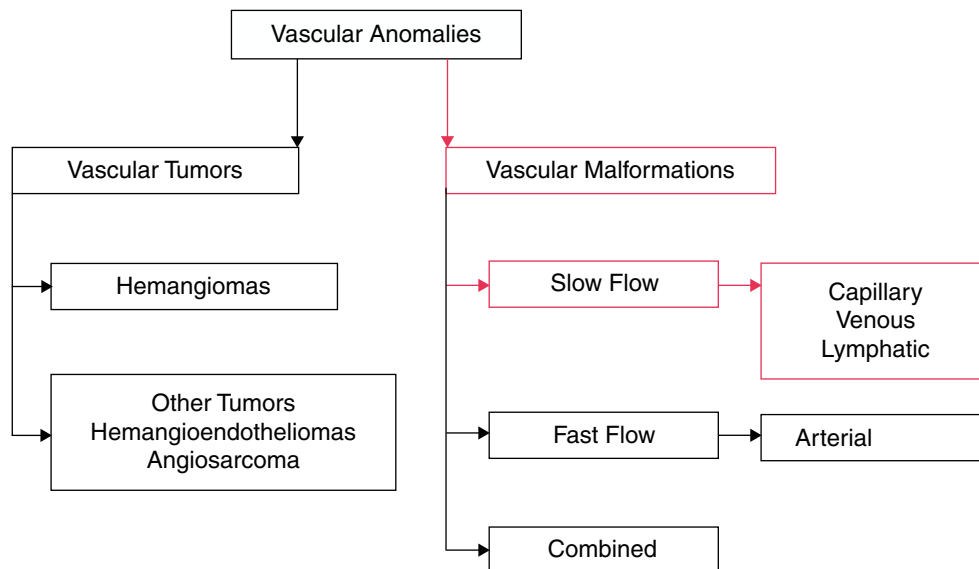 Vascular Anomalies
Vascular Tumors
Vascular Malformations
Hemangiomas
Slow Flow
Capillary
Venous
Lymphatic
Other Tumors
Hemangioendotheliomas
Angiosarcoma
Fast Flow
Arterial
Combined